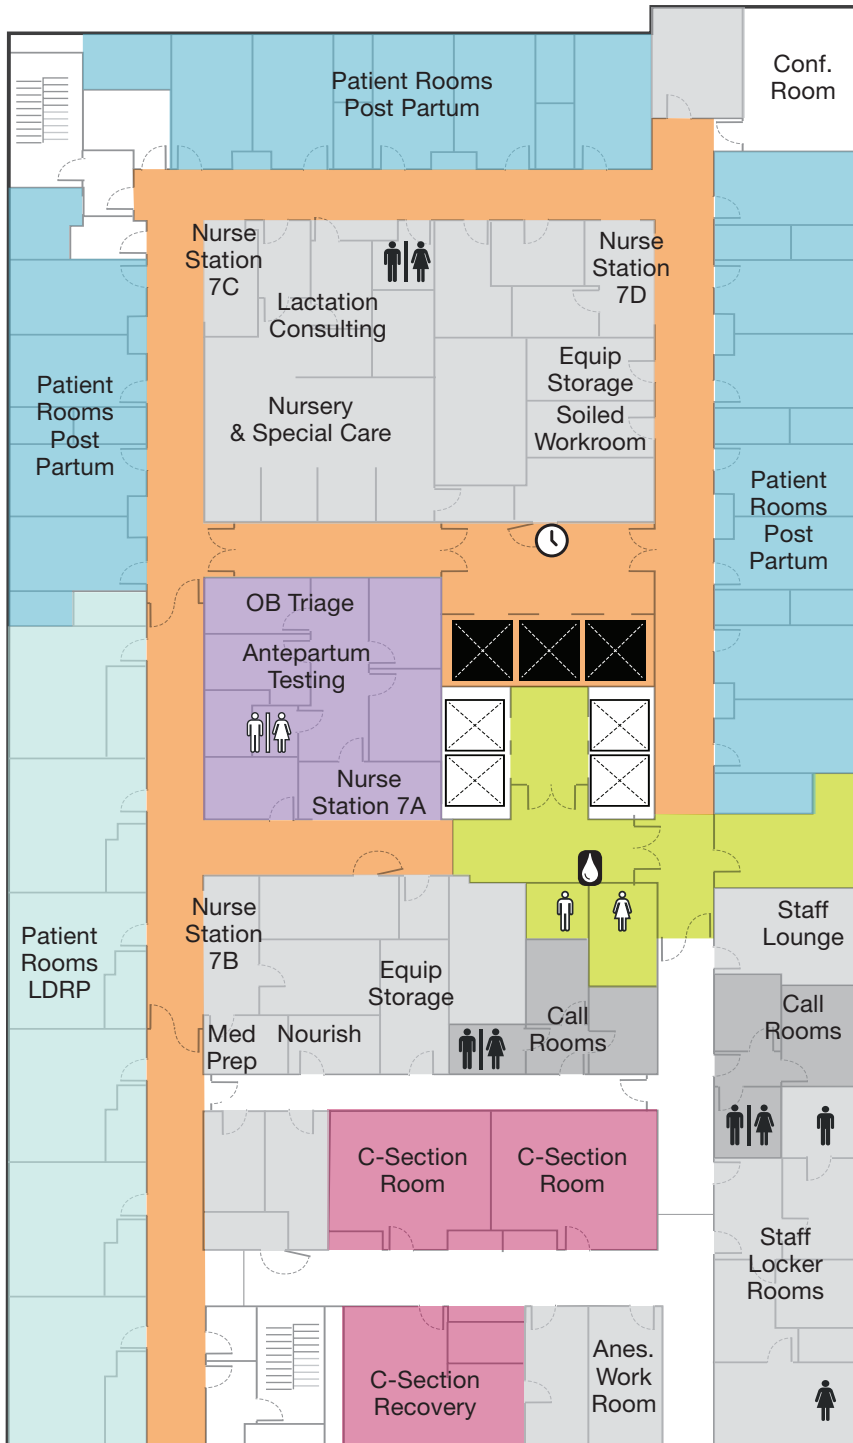 Patient Rooms
Post Partum
Conf.
Room
Nurse
Station
7C
Nurse
Station
7D
Lactation
Consulting
Equip
Storage
Patient
Rooms
Post
Partum
Nursery
& Special Care
Soiled
Workroom
Patient
Rooms
Post
Partum
OB Triage
Antepartum
Testing
Nurse
Station 7A
Nurse
Station
7B
Staff
Lounge
Patient
Rooms
LDRP
Equip
Storage
Call
Rooms
Call
Rooms
Med
Prep
Nourish
C-Section
Room
C-Section
Room
Staff
Locker
Rooms
C-Section
Recovery
Anes.
Work
Room